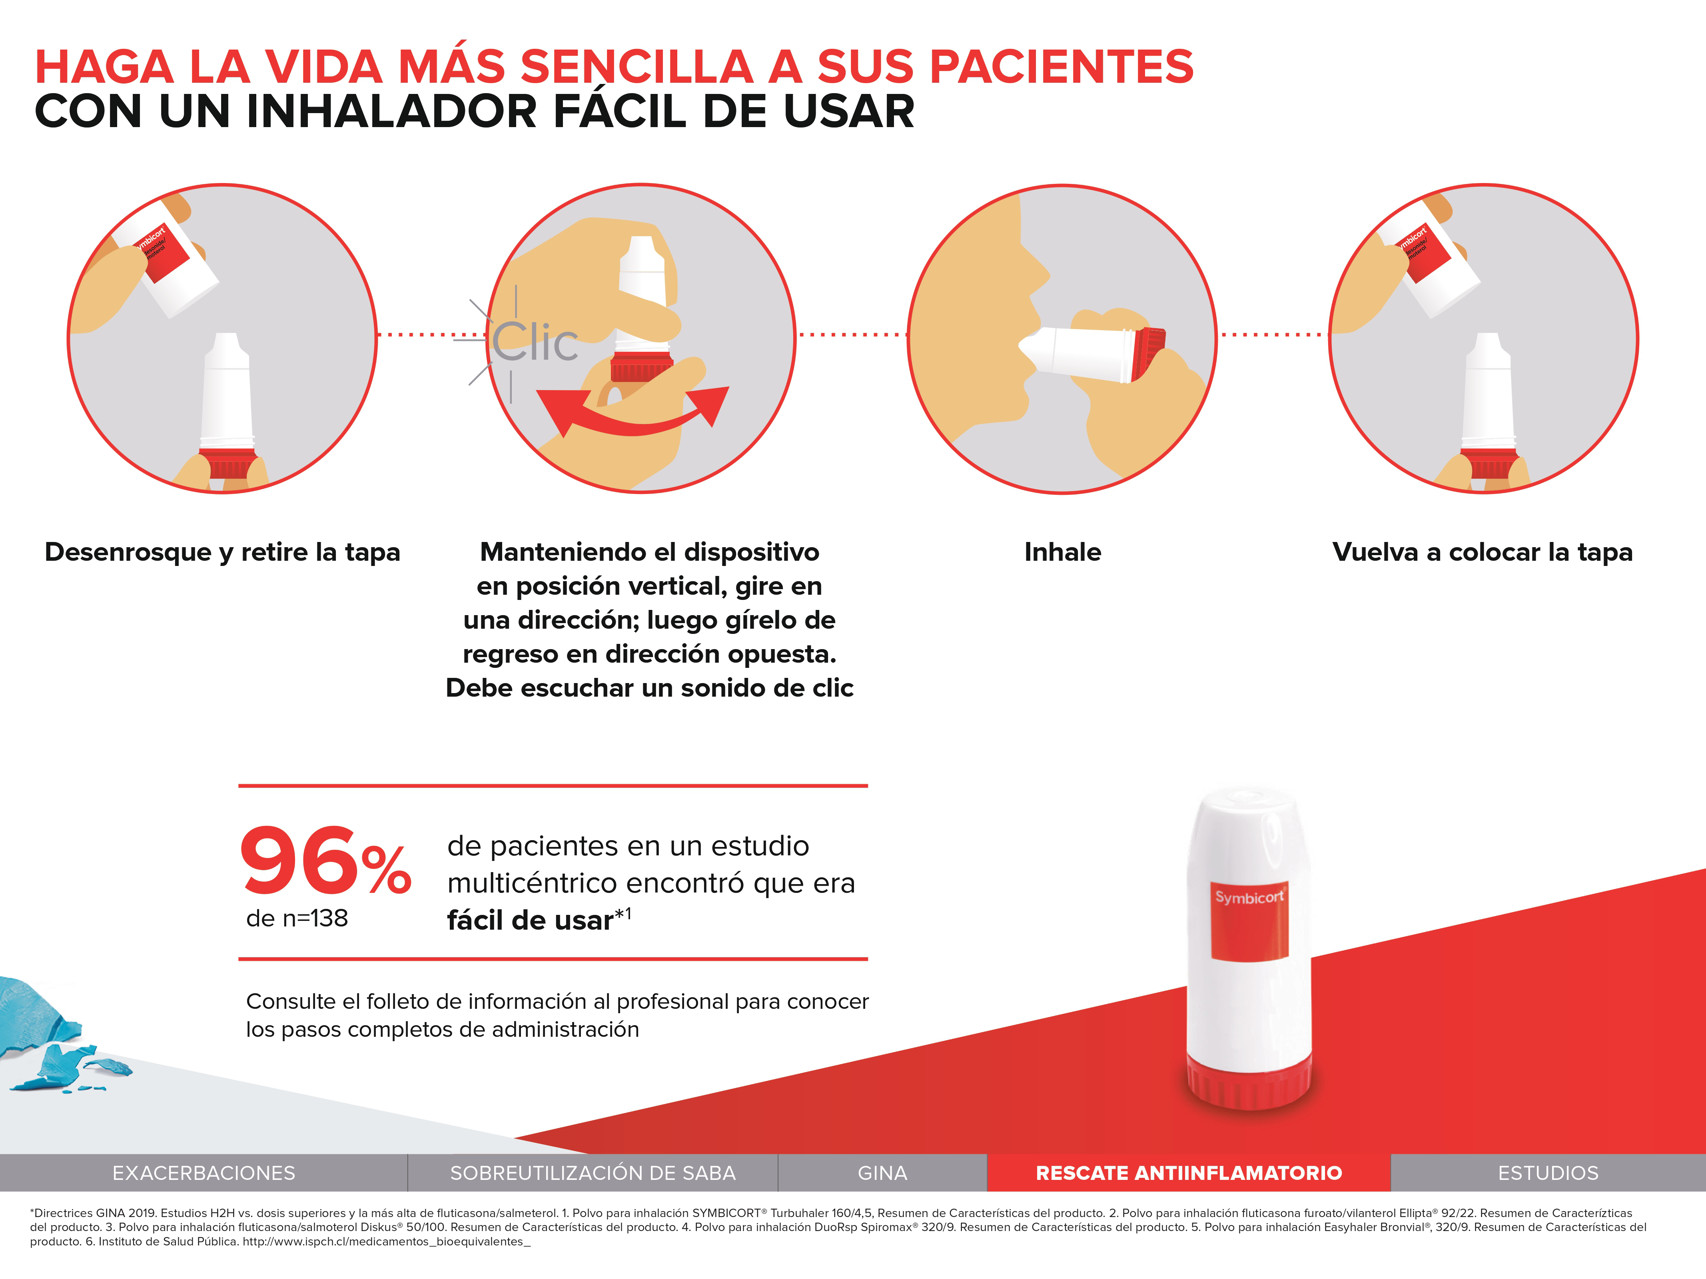 HAGA LA VIDA MÁS SENCILLA A SUS PACIENTES
CON UN INHALADOR FÁCIL DE USAR
Symbicort
Clic
Symbicort
Desenrosque y retire la tapa
Manteniendo el dispositivo
en posición vertical, gire en
una dirección; luego gírelo de
regreso en dirección opuesta.
Debe escuchar un sonido de clic
Inhale
Vuelva a colocar la tapa
96%
de n=138
de pacientes en un estudio
multicéntrico encontró que era
fácil de usar*1
Consulte el folleto de información al profesional para conocer
los pasos completos de administración
Symbicort®
EXACERBACIONES
SOBREUTILIZACIÓN DE SABA
GINA
RESCATE ANTIINFLAMATORIO
ESTUDIOS
*Directrices GINA 2019. Estudios H2H vs. dosis superiores y la más alta de fluticasona/salmeterol. 1. Polvo para inhalación SYMBICORT® Turbuhaler 160/4,5, Resumen de Características del producto. 2. Polvo para inhalación fluticasona furoato/vilanterol Ellipta® 92/22. Resumen de Caracterízticas
del producto. 3. Polvo para inhalación fluticasona/salmoterol Diskus® 50/100. Resumen de Características del producto. 4. Polvo para inhalación DuoRsp Spiromax® 320/9. Resumen de Características del producto. 5. Polvo para inhalación Easyhaler Bronvial®, 320/9. Resumen de Características del
producto. 6. Instituto de Salud Pública. http://www.ispch.cl/medicamentos_bioequivalentes_